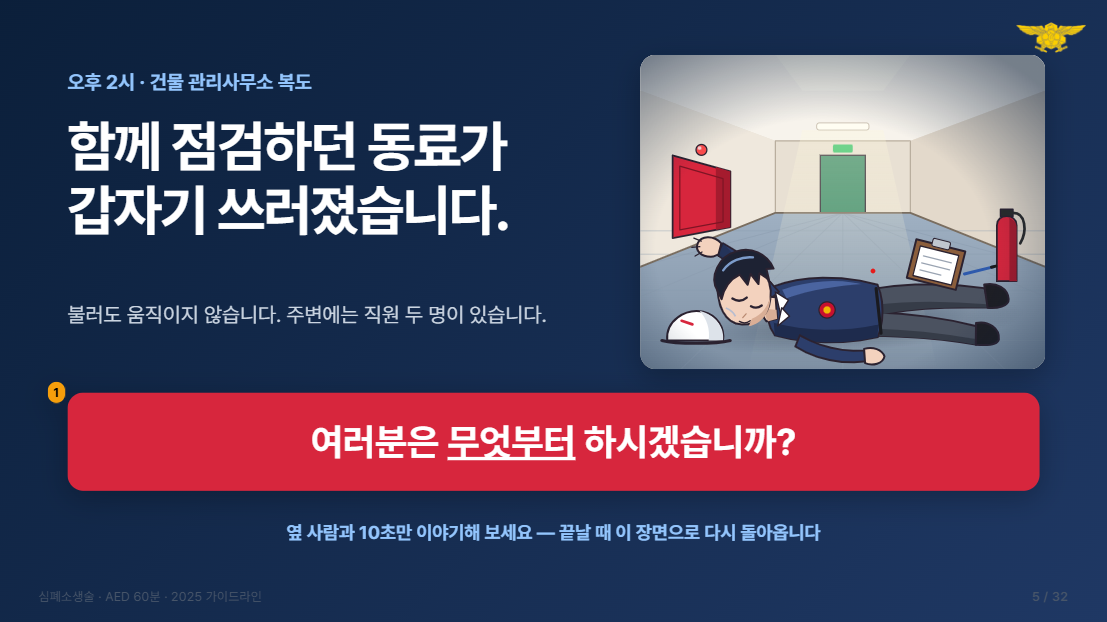 오후 2시 · 건물 관리사무소 복도
함께 점검하던 동료가
갑자기 쓰러졌습니다.
불러도 움직이지 않습니다. 주변에는 직원 두 명이 있습니다.
1
여러분은 무엇부터 하시겠습니까?
옆 사람과 10초만 이야기해 보세요 — 끝날 때 이 장면으로 다시 돌아옵니다
심폐소생술 · AED 60분 · 2025 가이드라인
5 / 32